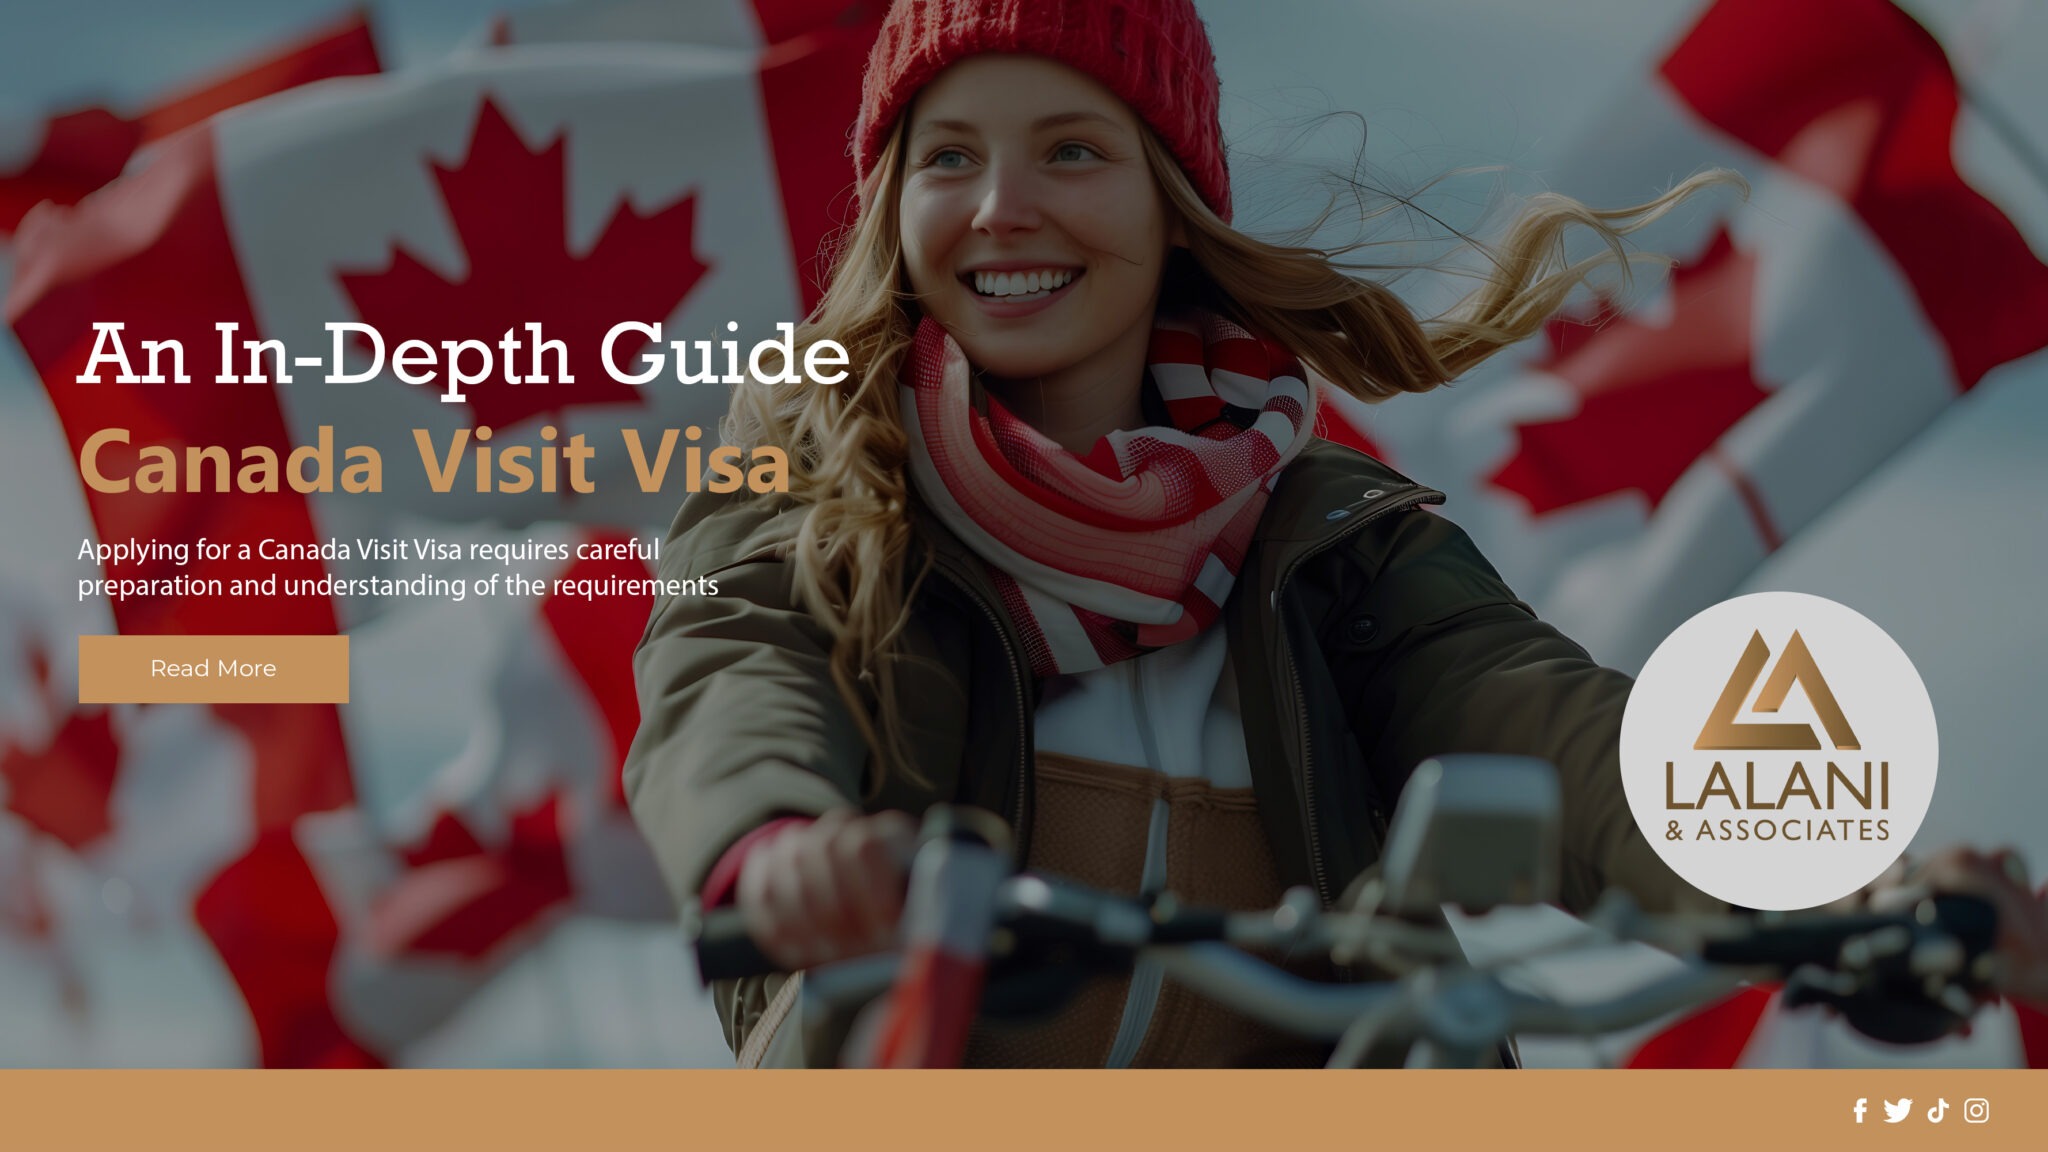 An In-Depth Guide
Canada Visit Visa
Applying for a Canada Visit Visa requires careful
preparation and understanding of the requirements
Read More
LALANI
& ASSOCIATES